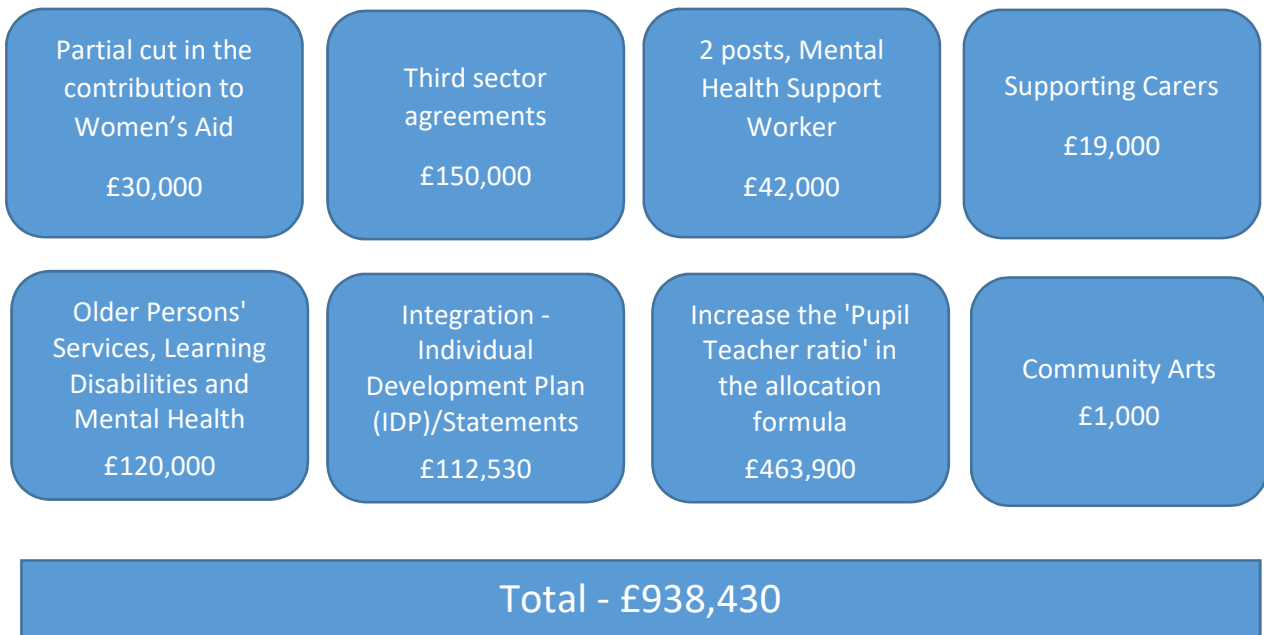 Partial cut in the
contribution to
Women’s Aid
£30,000
Third sector
agreements
£150,000
2 posts, Mental
Health Support
Worker
£42,000
Supporting Carers
£19,000
Older Persons'
Services, Learning
Disabilities and
Mental Health
£120,000
Integration -
Individual
Development Plan
(IDP)/Statements
£112,530
Increase the 'Pupil
Teacher ratio' in
the allocation
formula
£463,900
Community Arts
£1,000
Total - £938,430